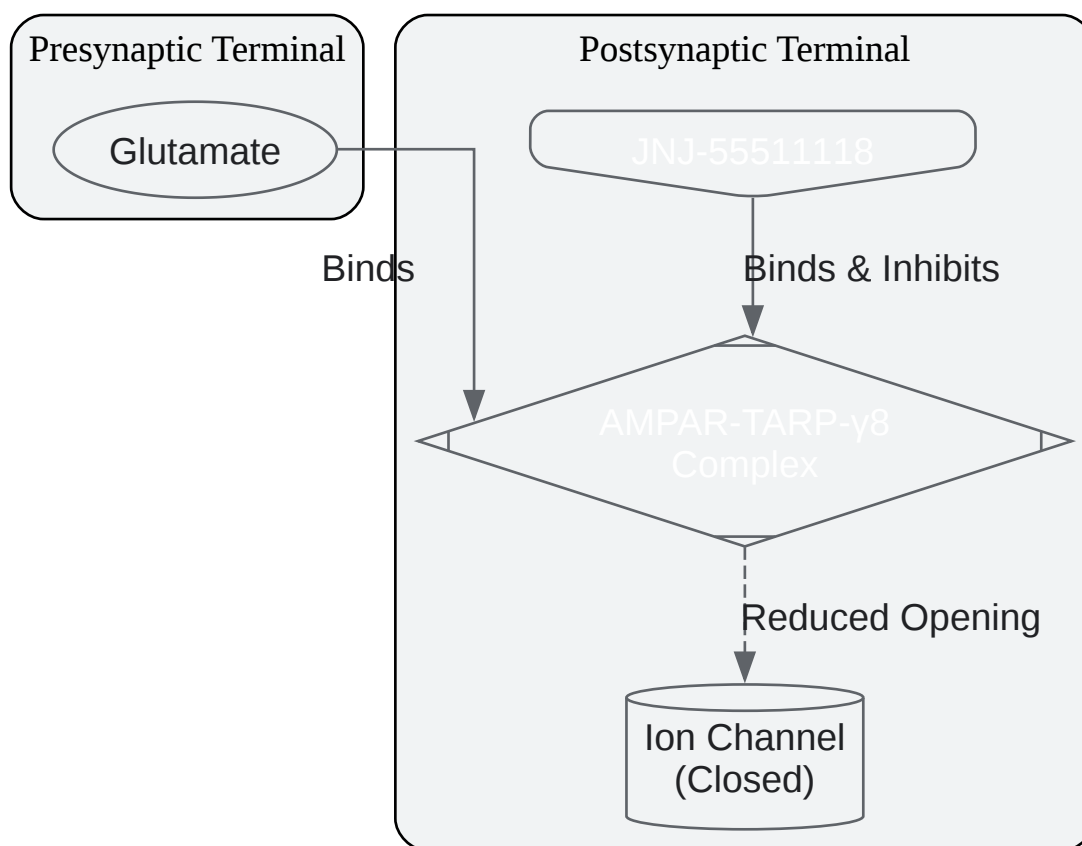 Presynaptic Terminal
Postsynaptic Terminal
Glutamate
JNJ-55511118
Binds
Binds & Inhibits
AMPAR-TARP-γ8
Complex
Reduced Opening
Ion Channel
(Closed)